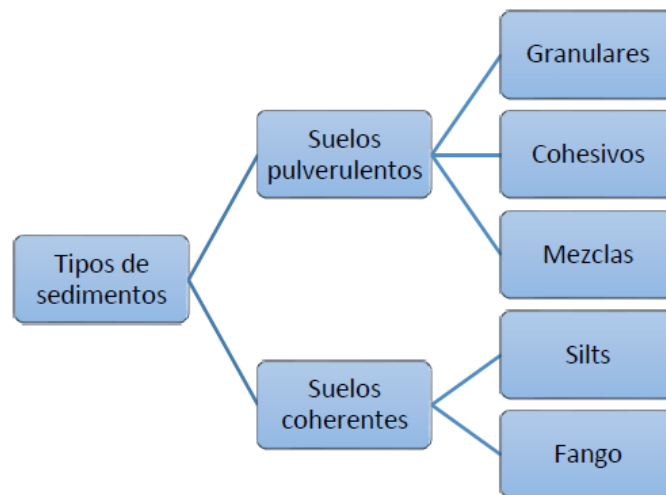 Tipos de
sedimentos
Suelos
pulverulentos
Granulares
Cohesivos
Mezclas
Suelos
coherentes
Silts
Fango